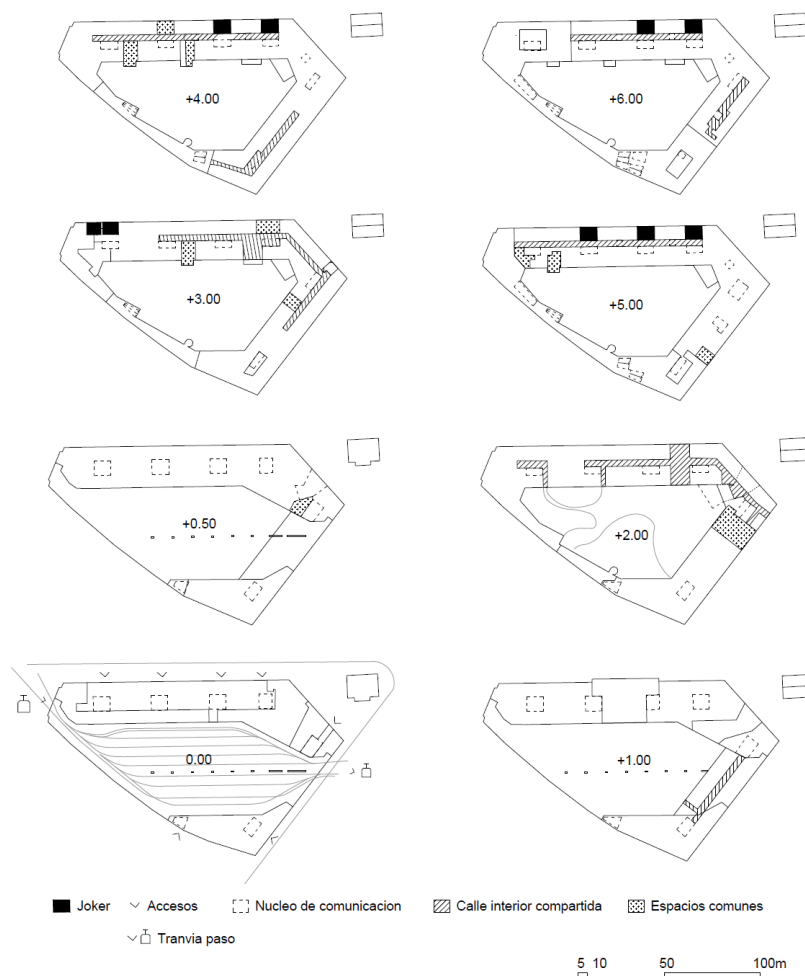 +4.00
+6.00
+3.00
+5.00
+0.50
+2.00
0.00
+1.00
Joker Accesos Nucleo de comunicacion Calle interior compartida Espacios comunes
Tranvia paso
5 10 50 100m